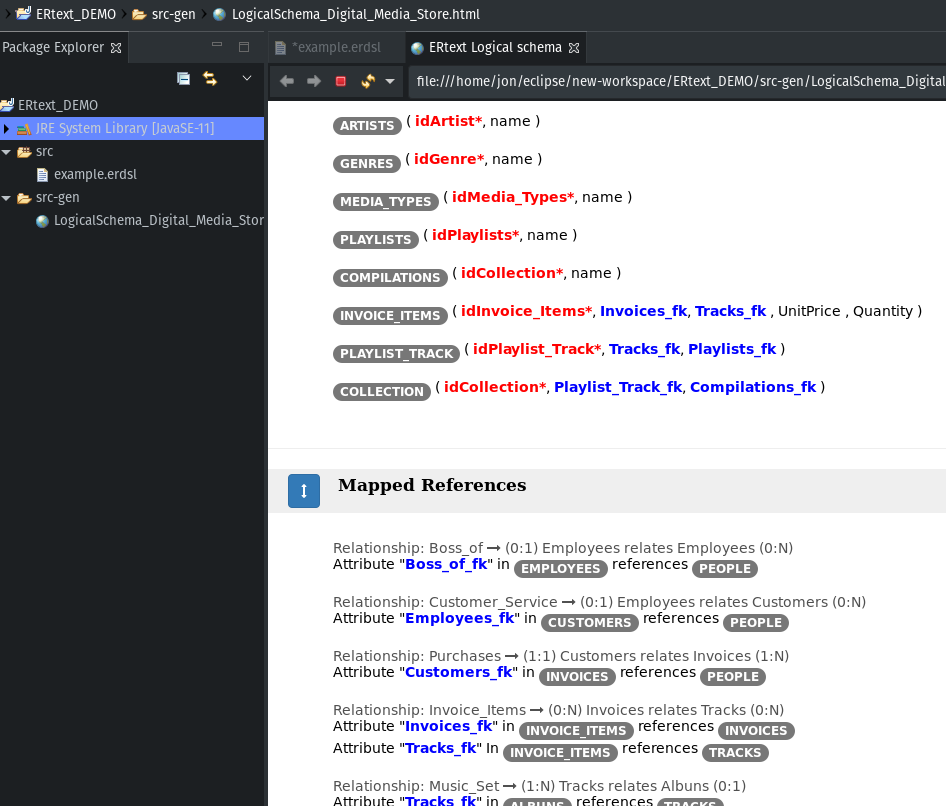 ERtext_DEMO src-gen LogicalSchema_Digital_Media_Store.html
Package Explorer
*example.erdsl ERtext Logical schema
file:///home/jon/eclipse/new-workspace/ERtext_DEMO/src-gen/LogicalSchema_Digital
ERtext_DEMO
JRE System Library [JavaSE-11]
src
example.erdsl
src-gen
LogicalSchema_Digital_Media_Stor
ARTISTS ( idArtist*, name )
GENRES ( idGenre*, name )
MEDIA_TYPES ( idMedia_Types*, name )
PLAYLISTS ( idPlaylists*, name )
COMPILATIONS ( idCollection*, name )
INVOICE_ITEMS ( idInvoice_Items*, Invoices_fk, Tracks_fk , UnitPrice , Quantity )
PLAYLIST_TRACK ( idPlaylist_Track*, Tracks_fk, Playlists_fk )
COLLECTION ( idCollection*, Playlist_Track_fk, Compilations_fk )
Mapped References
Relationship: Boss_of → (0:1) Employees relates Employees (0:N)
Attribute "Boss_of_fk" in EMPLOYEES references PEOPLE
Relationship: Customer_Service → (0:1) Employees relates Customers (0:N)
Attribute "Employees_fk" in CUSTOMERS references PEOPLE
Relationship: Purchases → (1:1) Customers relates Invoices (1:N)
Attribute "Customers_fk" in INVOICES references PEOPLE
Relationship: Invoice_Items → (0:N) Invoices relates Tracks (0:N)
Attribute "Invoices_fk" in INVOICE_ITEMS references INVOICES
Attribute "Tracks_fk" In INVOICE_ITEMS references TRACKS
Relationship: Music_Set → (1:N) Tracks relates Albuns (0:1)
Attribute "Tracks_fk" in ALBUNS references TRACKS